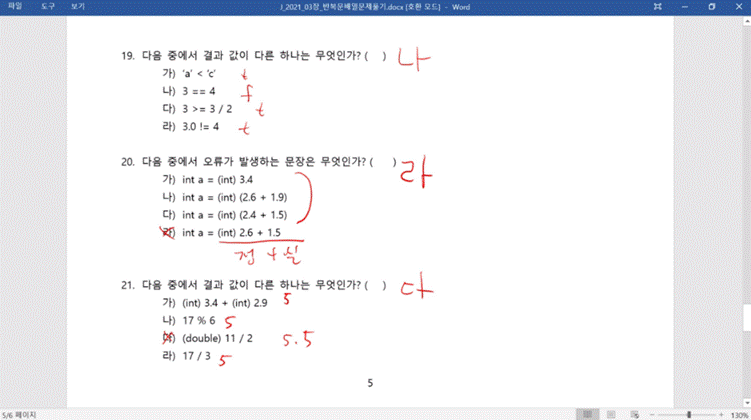 파일 도구 보기 J_2021_03장_반복문배열문제풀기.docx [호환 모드] - Word
19. 다음 중에서 결과 값이 다른 하나는 무엇인가? ( ) 나
가) 'a' < 'c' t
나) 3 == 4 f
다) 3 >= 3 / 2 t
라) 3.0 != 4 t
20. 다음 중에서 오류가 발생하는 문장은 무엇인가? ( ) 라
가) int a = (int) 3.4
나) int a = (int) (2.6 + 1.9)
다) int a = (int) (2.4 + 1.5)
라) int a = (int) 2.6 + 1.5
정 + 실
21. 다음 중에서 결과 값이 다른 하나는 무엇인가? ( ) 다
가) (int) 3.4 + (int) 2.9 5
나) 17 % 6 5
다) (double) 11 / 2 5.5
라) 17 / 3 5
5
5/6 페이지 130%